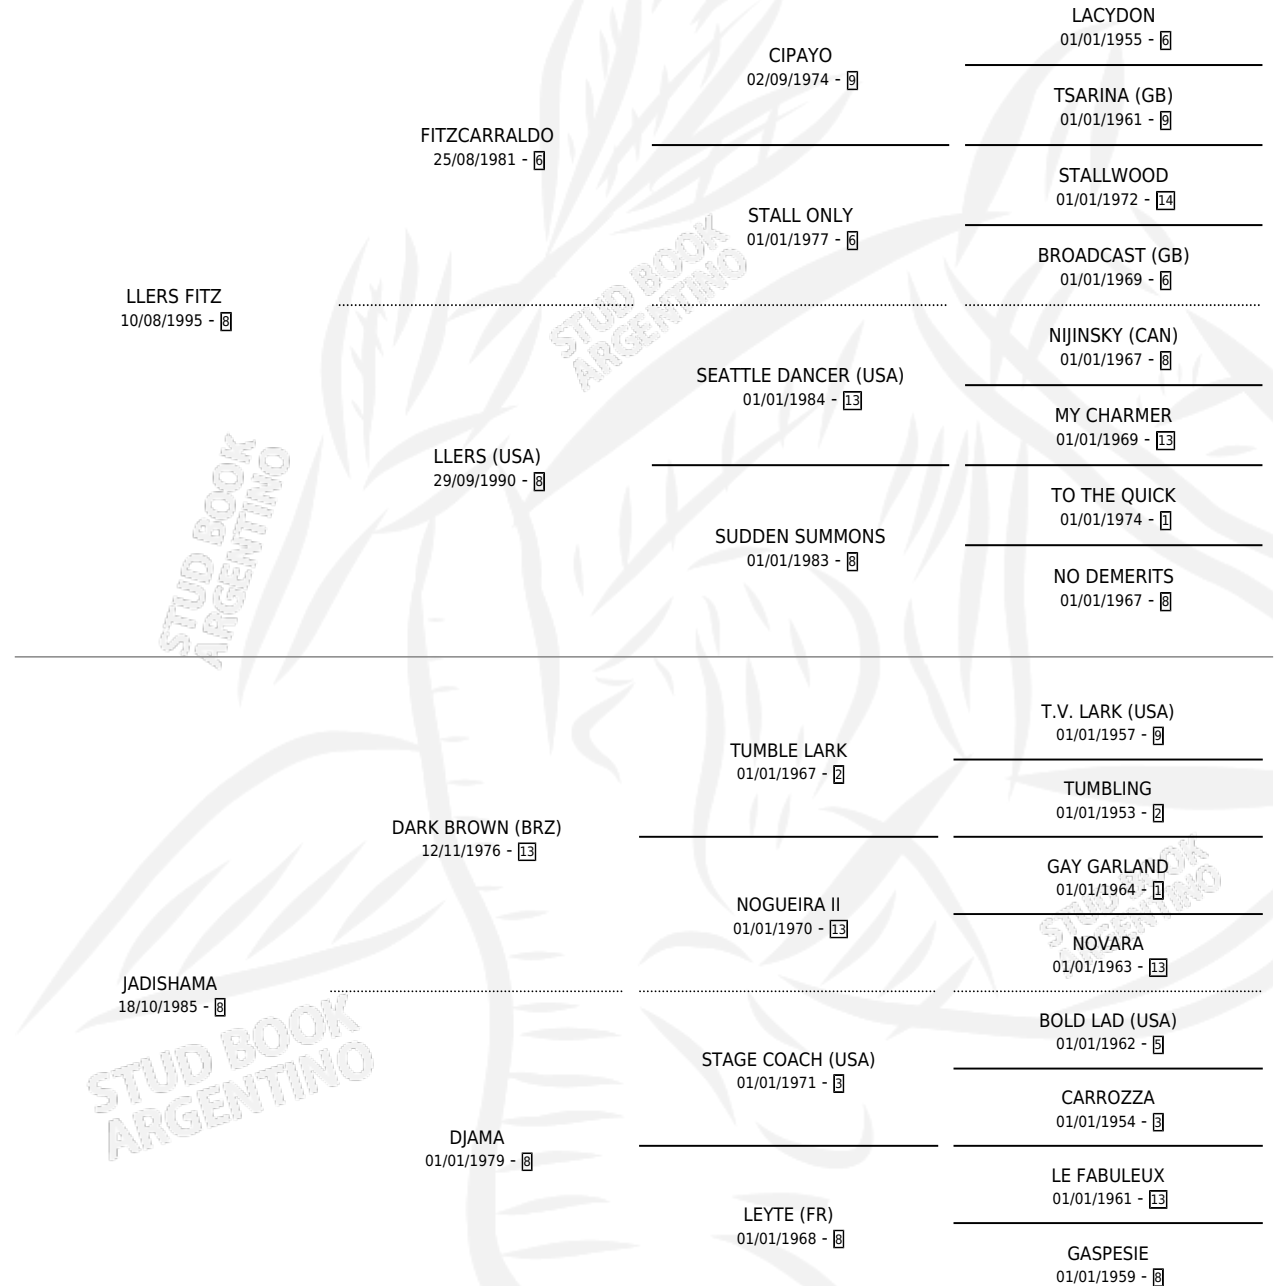 LACYDON
01/01/1955 - 6
CIPAYO
02/09/1974 - 9
TSARINA (GB)
01/01/1961 - 9
FITZCARRALDO
25/08/1981 - 6
STALLWOOD
01/01/1972 - 14
STALL ONLY
01/01/1977 - 6
BROADCAST (GB)
01/01/1969 - 6
LLERS FITZ
10/08/1995 - 8
NIJINSKY (CAN)
01/01/1967 - 8
SEATTLE DANCER (USA)
01/01/1984 - 13
MY CHARMER
01/01/1969 - 13
LLERS (USA)
29/09/1990 - 8
TO THE QUICK
01/01/1974 - 1
SUDDEN SUMMONS
01/01/1983 - 8
NO DEMERITS
01/01/1967 - 8
STUD BOOK
ARGENTINO
STUD BOOK
ARGENTINO
T.V. LARK (USA)
01/01/1957 - 9
TUMBLE LARK
01/01/1967 - 2
TUMBLING
01/01/1953 - 2
DARK BROWN (BRZ)
12/11/1976 - 13
GAY GARLAND
01/01/1964 - 1
NOGUEIRA II
01/01/1970 - 13
NOVARA
01/01/1963 - 13
JADISHAMA
18/10/1985 - 8
BOLD LAD (USA)
01/01/1962 - 5
STAGE COACH (USA)
01/01/1971 - 3
CARROZZA
01/01/1954 - 3
DJAMA
01/01/1979 - 8
LE FABULEUX
01/01/1961 - 13
LEYTE (FR)
01/01/1968 - 8
GASPESIE
01/01/1959 - 8
STUD BOOK
ARGENTINO
STUD BOOK
ARGENTINO